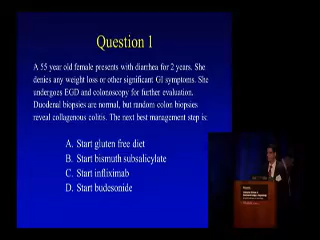 Question 1
A 55 year old female presents with diarrhea for 2 years. She
denies any weight loss or other significant GI symptoms. She
undergoes EGD and colonoscopy for further evaluation.
Duodenal biopsies are normal, but random colon biopsies
reveal collagenous colitis. The next best management step is:
A. Start gluten free diet
B. Start bismuth subsalicylate
C. Start infliximab
D. Start budesonide